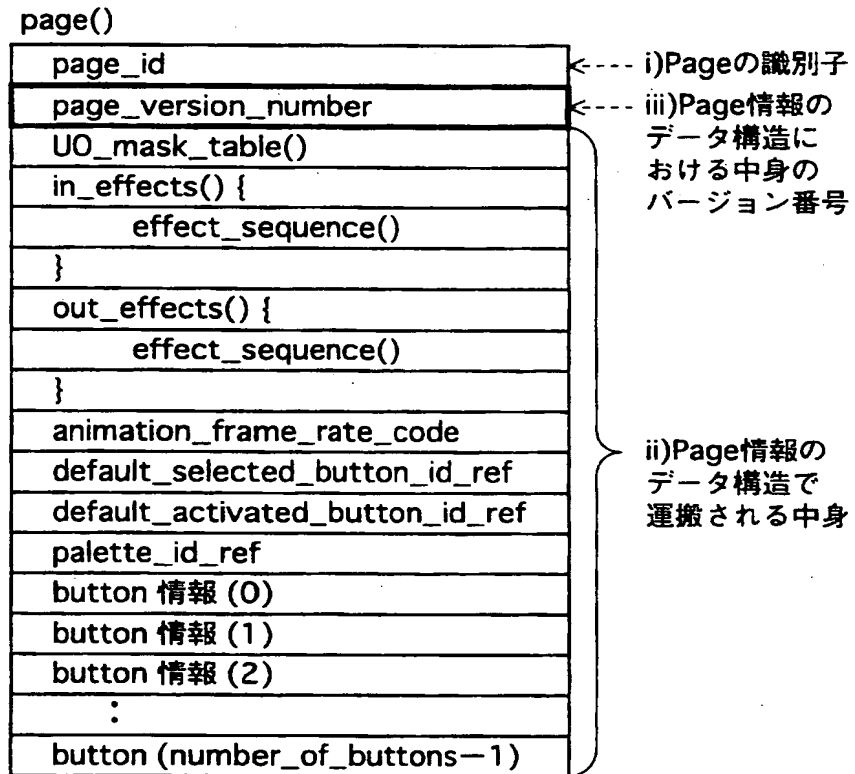 page()
page_id
page_version_number
UO_mask_table()
in_effects() {
effect_sequence()
}
out_effects() {
effect_sequence()
}
animation_frame_rate_code
default_selected_button_id_ref
default_activated_button_id_ref
palette_id_ref
button 情報 (0)
button 情報 (1)
button 情報 (2)
:
button (number_of_buttons−1)
i)Pageの識別子
iii)Page情報の
データ構造に
おける中身の
バージョン番号
ii)Page情報の
データ構造で
運搬される中身